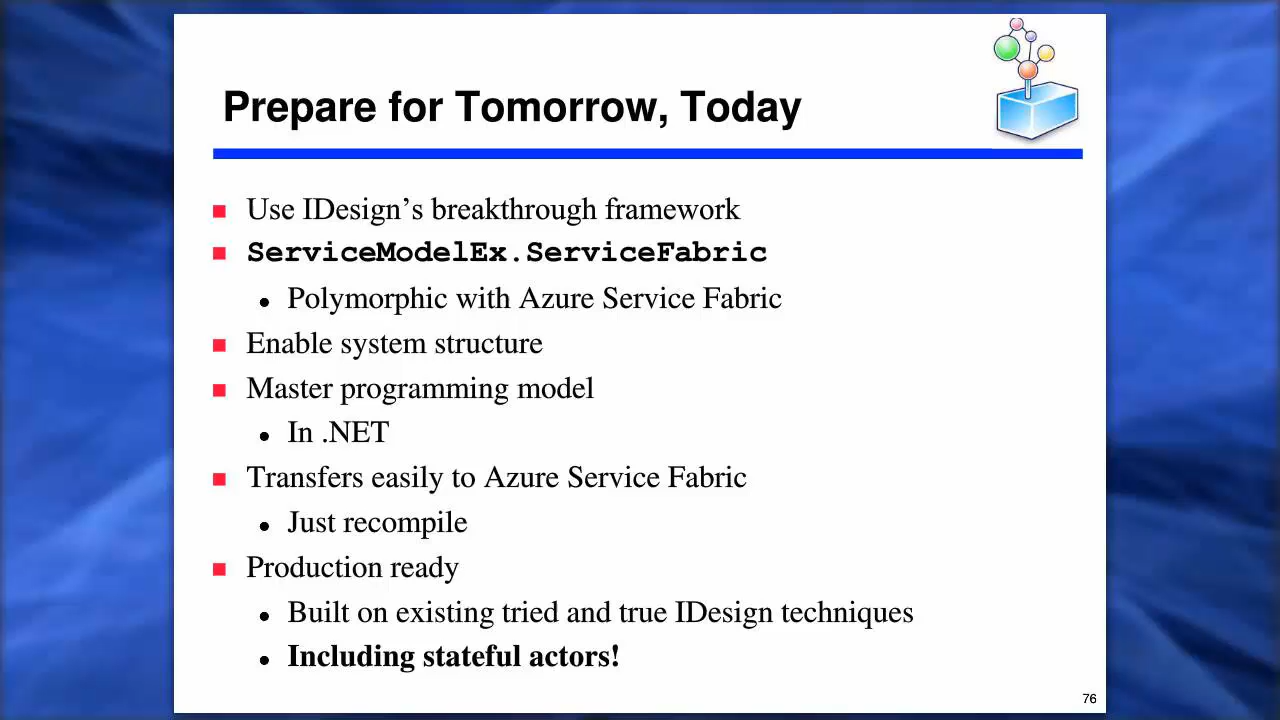 Prepare for Tomorrow, Today
Use IDesign's breakthrough framework
ServiceModelEx.ServiceFabric
Polymorphic with Azure Service Fabric
Enable system structure
Master programming model
In .NET
Transfers easily to Azure Service Fabric
Just recompile
Production ready
Built on existing tried and true IDesign techniques
Including stateful actors!
76